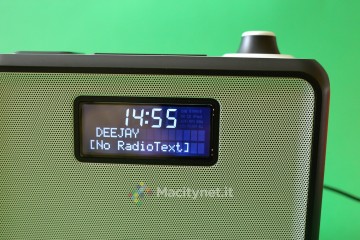 14:55
DEEJAY
[No RadioText]
Macitynet.it